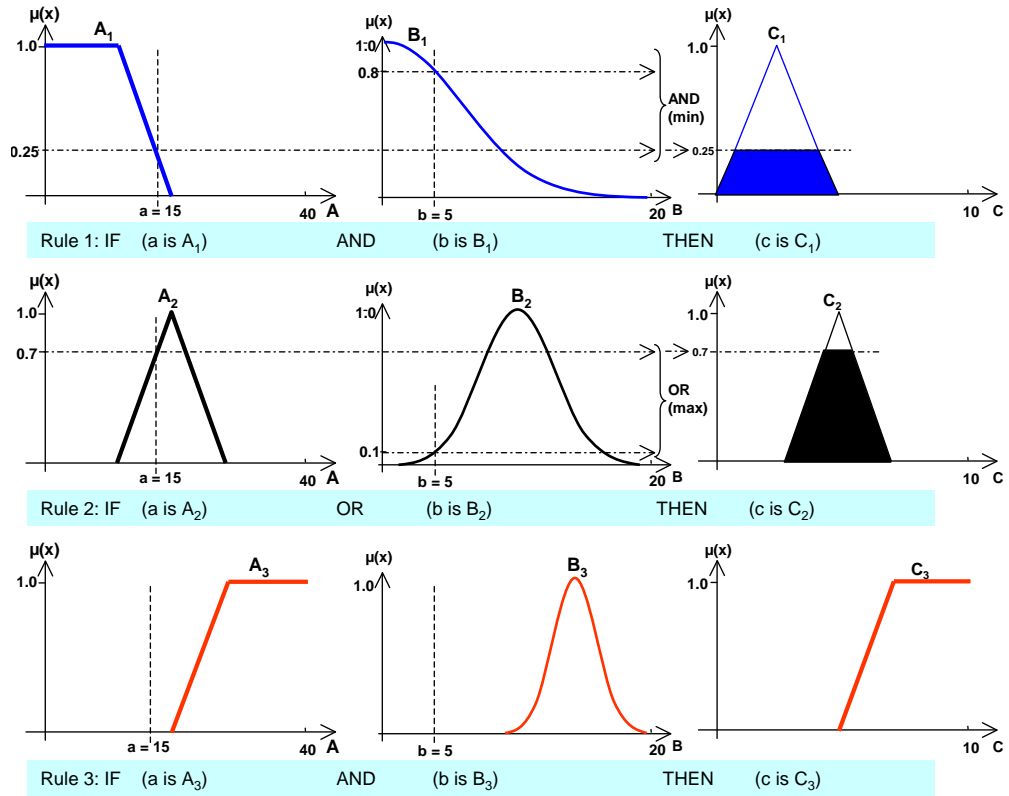 μ(x) A₁ μ(x) B₁ μ(x) C₁
1.0 1.0 1.0
0.8
AND
(min)
0.25 0.25
a = 15 40 A b = 5 20 B 10 C
Rule 1: IF (a is A₁) AND (b is B₁) THEN (c is C₁)
μ(x) A₂ μ(x) B₂ μ(x) C₂
1.0 1.0 1.0
0.7 0.7
OR
(max)
0.1
a = 15 40 A b = 5 20 B 10 C
Rule 2: IF (a is A₂) OR (b is B₂) THEN (c is C₂)
μ(x) A₃ μ(x) B₃ μ(x) C₃
1.0 1.0 1.0
a = 15 40 A b = 5 20 B 10 C
Rule 3: IF (a is A₃) AND (b is B₃) THEN (c is C₃)